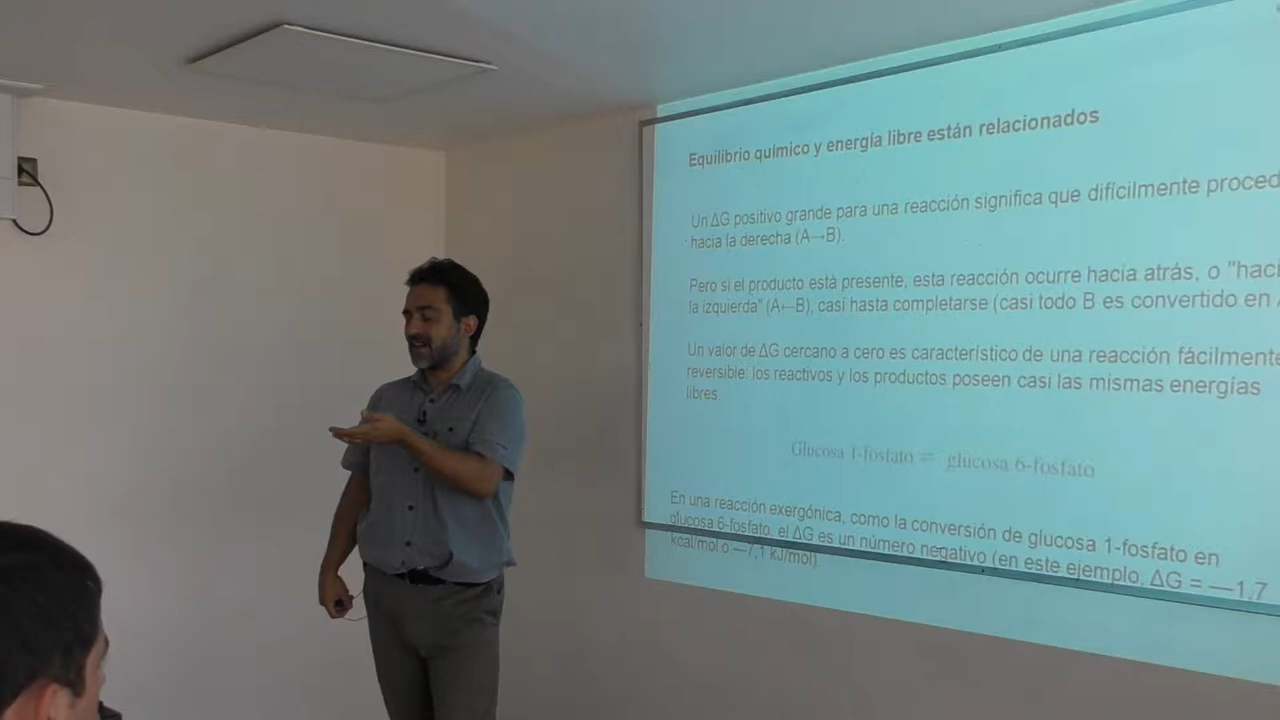 Equilibrio químico y energía libre están relacionados
Un ΔG positivo grande para una reacción significa que difícilmente proced
hacia la derecha (A→B).
Pero si el producto está presente, esta reacción ocurre hacia atrás, o "haci
la izquierda" (A←B), casi hasta completarse (casi todo B es convertido en
Un valor de ΔG cercano a cero es característico de una reacción fácilmente
reversible: los reactivos y los productos poseen casi las mismas energías
libres.
Glucosa 1-fosfato = glucosa 6-fosfato
En una reacción exergónica, como la conversión de glucosa 1-fosfato en
glucosa 6-fosfato, el ΔG es un número negativo (en este ejemplo, ΔG = —1.7
kcal/mol o —7,1 kJ/mol).